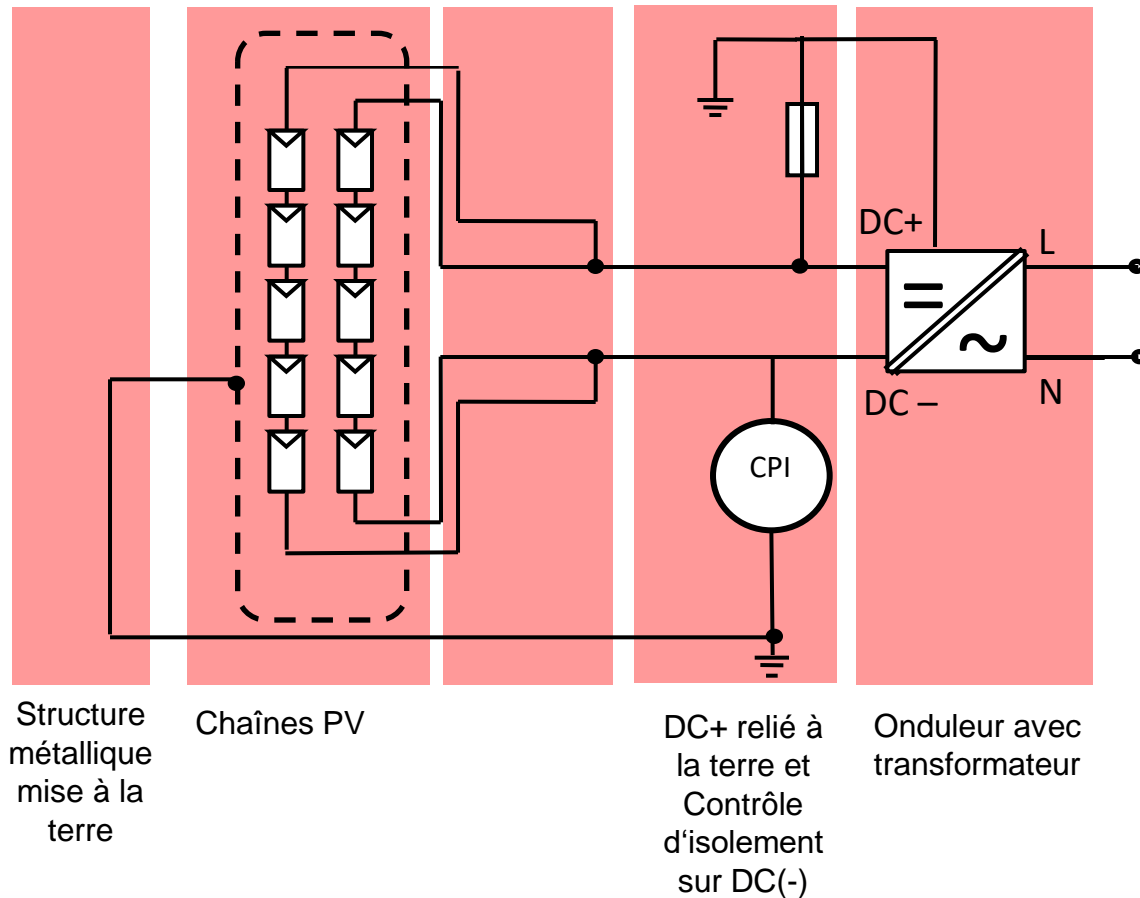 DC+
L
DC –
N
CPI
Structure
métallique
mise à la
terre
Chaînes PV
DC+ relié à
la terre et
Contrôle
d‘isolement
sur DC(-)
Onduleur avec
transformateur